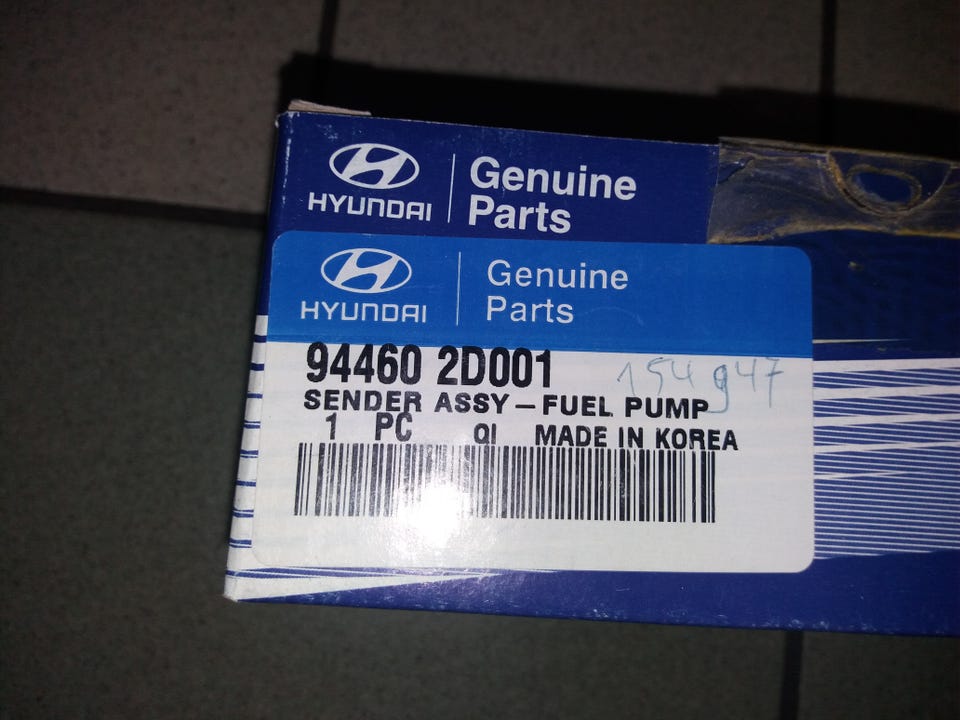 HYUNDAI
Genuine
Parts
HYUNDAI
Genuine
Parts
94460 2D001
154947
SENDER ASSY – FUEL PUMP
1 PC QI MADE IN KOREA